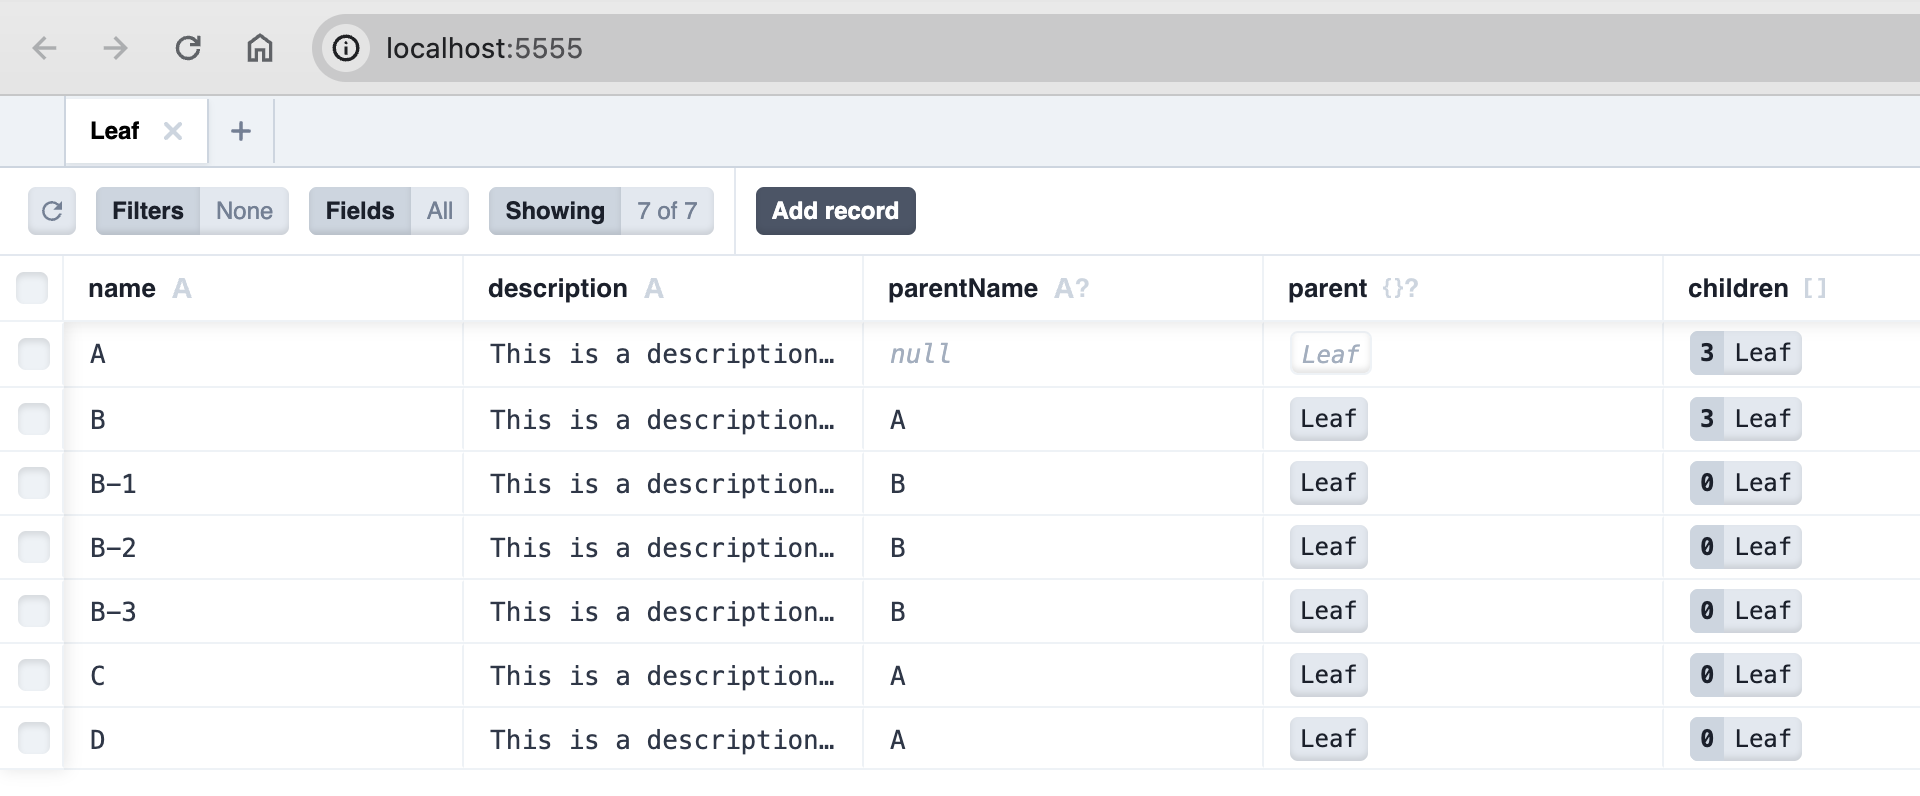 localhost:5555
Leaf
Filters None Fields All Showing 7 of 7 Add record
name A description A parentName A? parent {}? children []
A This is a description… null Leaf 3 Leaf
B This is a description… A Leaf 3 Leaf
B-1 This is a description… B Leaf 0 Leaf
B-2 This is a description… B Leaf 0 Leaf
B-3 This is a description… B Leaf 0 Leaf
C This is a description… A Leaf 0 Leaf
D This is a description… A Leaf 0 Leaf